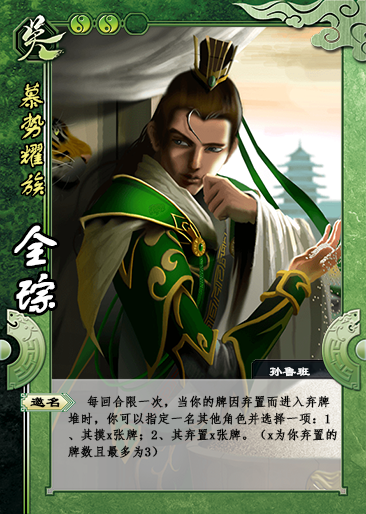 吴
慕势耀族
全琮
孙鲁班
邀名
每回合限一次，当你的牌因弃置而进入弃牌
堆时，你可以指定一名其他角色并选择一项：1
、其摸x张牌；2、其弃置x张牌。（x为你弃置的
牌数且最多为3）